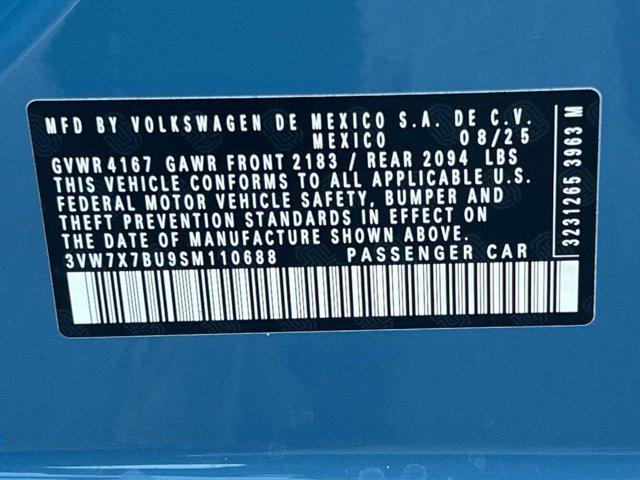 MFD BY VOLKSWAGEN DE MEXICO S.A. DE C.V.
MEXICO 08/25
GVWR 4167 GAWR FRONT 2183 / REAR 2094 LBS
THIS VEHICLE CONFORMS TO ALL APPLICABLE U.S.
FEDERAL MOTOR VEHICLE SAFETY, BUMPER AND
THEFT PREVENTION STANDARDS IN EFFECT ON
THE DATE OF MANUFACTURE SHOWN ABOVE.
3VW7X7BU9SM110688 PASSENGER CAR
3231265 3963 M